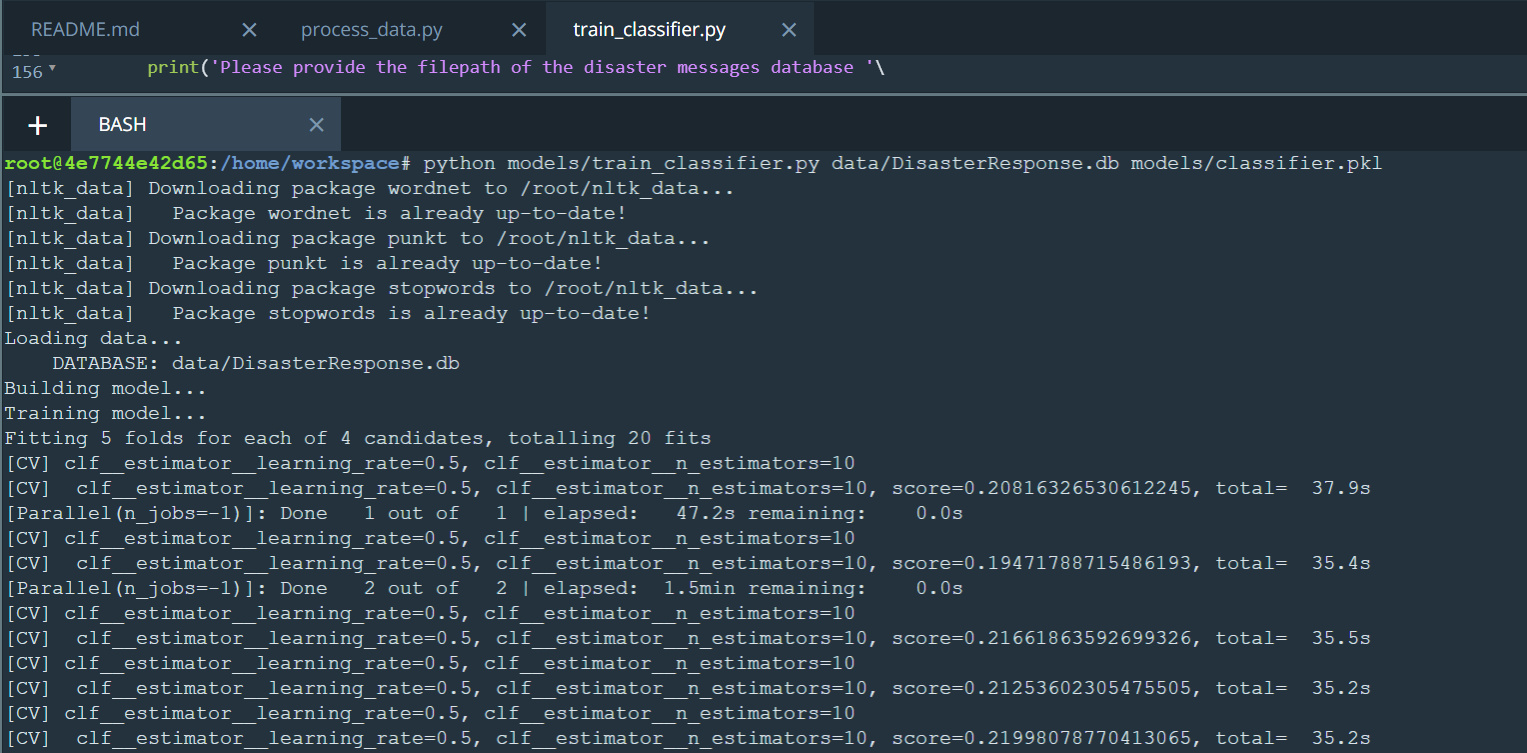 README.md × process_data.py × train_classifier.py ×
156 print('Please provide the filepath of the disaster messages database '\
+ BASH ×
root@4e7744e42d65:/home/workspace# python models/train_classifier.py data/DisasterResponse.db models/classifier.pkl
[nltk_data] Downloading package wordnet to /root/nltk_data...
[nltk_data]   Package wordnet is already up-to-date!
[nltk_data] Downloading package punkt to /root/nltk_data...
[nltk_data]   Package punkt is already up-to-date!
[nltk_data] Downloading package stopwords to /root/nltk_data...
[nltk_data]   Package stopwords is already up-to-date!
Loading data...
    DATABASE: data/DisasterResponse.db
Building model...
Training model...
Fitting 5 folds for each of 4 candidates, totalling 20 fits
[CV] clf__estimator__learning_rate=0.5, clf__estimator__n_estimators=10
[CV]  clf__estimator__learning_rate=0.5, clf__estimator__n_estimators=10, score=0.20816326530612245, total=  37.9s
[Parallel(n_jobs=-1)]: Done   1 out of   1 | elapsed:   47.2s remaining:    0.0s
[CV] clf__estimator__learning_rate=0.5, clf__estimator__n_estimators=10
[CV]  clf__estimator__learning_rate=0.5, clf__estimator__n_estimators=10, score=0.19471788715486193, total=  35.4s
[Parallel(n_jobs=-1)]: Done   2 out of   2 | elapsed:  1.5min remaining:    0.0s
[CV] clf__estimator__learning_rate=0.5, clf__estimator__n_estimators=10
[CV]  clf__estimator__learning_rate=0.5, clf__estimator__n_estimators=10, score=0.21661863592699326, total=  35.5s
[CV] clf__estimator__learning_rate=0.5, clf__estimator__n_estimators=10
[CV]  clf__estimator__learning_rate=0.5, clf__estimator__n_estimators=10, score=0.21253602305475505, total=  35.2s
[CV] clf__estimator__learning_rate=0.5, clf__estimator__n_estimators=10
[CV]  clf__estimator__learning_rate=0.5, clf__estimator__n_estimators=10, score=0.21998078770413065, total=  35.2s